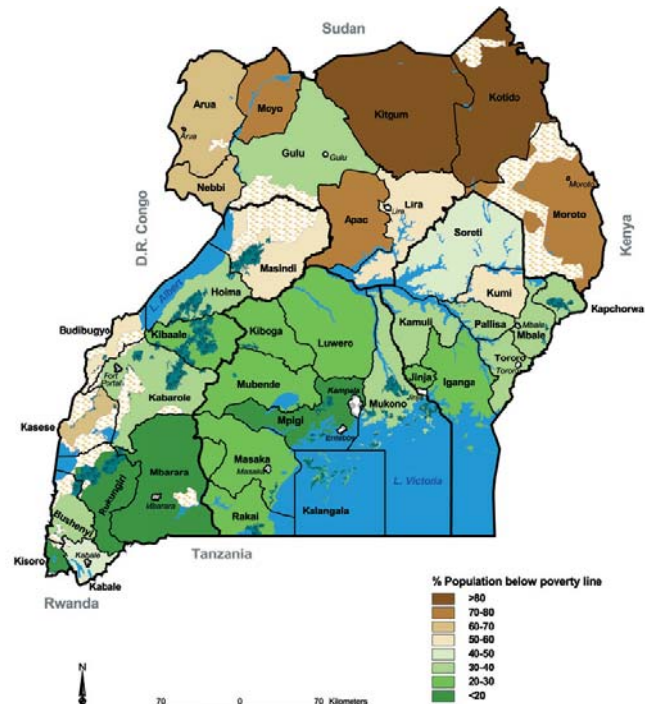 Sudan
Arua
Arua
Moyo
Kitgum
Kotido
Gulu
Gulu
Nebbi
Moroto
Moroto
Lira
Lira
Apac
D.R. Congo
Kenya
Soroti
Masindi
L. Albert
Hoima
Kumi
Kapchorwa
Budibugyo
Kibaale
Kiboga
Luwero
Kamuli
Pallisa
Mbale
Mbale
Fort
Portal
Kabarole
Mubende
Kampala
Jinja
Jinja
Iganga
Tororo
Tororo
Kasese
Mpigi
Entebbe
Mukono
Mbarara
Mbarara
Rukungiri
Masaka
Masaka
Kalangala
L. Victoria
Bushenyi
Rakai
Kisoro
Kabale
Kabale
Tanzania
Rwanda
% Population below poverty line
>80
70-80
60-70
50-60
40-50
30-40
20-30
<20
N
70 0 70 Kilometers